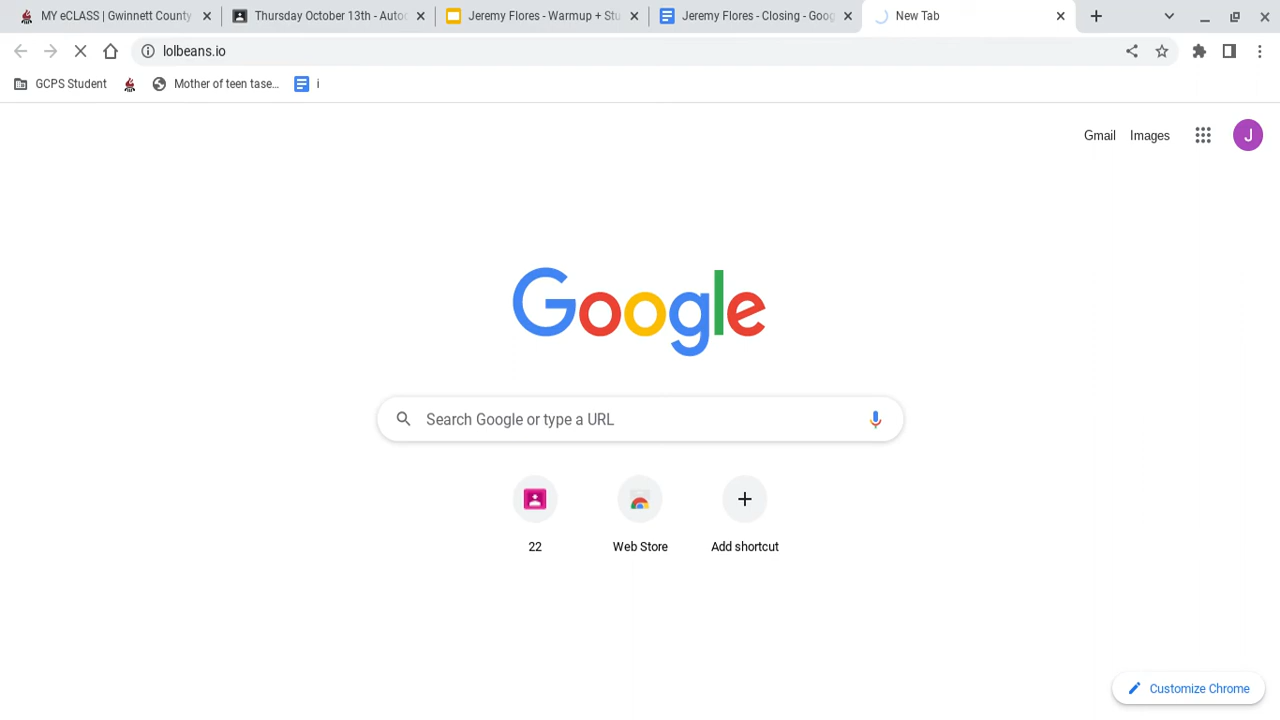 MY eCLASS | Gwinnett County
Thursday October 13th - Auto
Jeremy Flores - Warmup + Stu
Jeremy Flores - Closing - Goog
New Tab
lolbeans.io
GCPS Student
Mother of teen tase...
i
Gmail
Images
J
Google
Search Google or type a URL
22
Web Store
Add shortcut
Customize Chrome